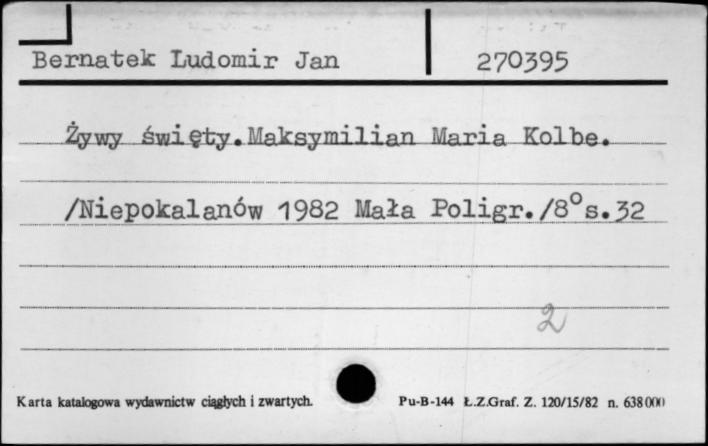 Bernatek Ludomir Jan 270395
Żywy święty.Maksymilian Maria Kolbe.
/Niepokalanów 1982 Mała Poligr./8°s.32
2
Karta katalogowa wydawnictw ciągłych i zwartych. Pu-B-144 Ł.Z.Graf. Z. 120/15/82 n. 638000